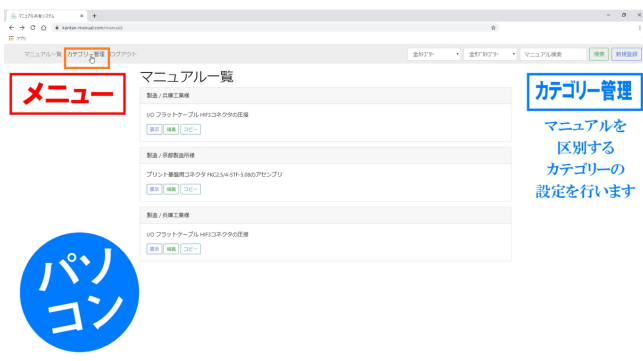 マニュアル共有システム
kantan-manual.com/manuals
アプリ
マニュアル一覧 カテゴリー管理 ログアウト
全カテゴリー 全サブカテゴリー マニュアル検索 検索 新規登録
メニュー
マニュアル一覧
製造 / 兵庫工業様
I/O フラットケーブル HIF3コネクタの圧接
表示 編集 コピー
製造 / 京都製造所様
プリント基盤用コネクタ FKC2.5/4-STF-5.08のアセンブリ
表示 編集 コピー
製造 / 兵庫工業様
I/O フラットケーブル HIF3コネクタの圧接
表示 編集 コピー
カテゴリー管理
マニュアルを
区別する
カテゴリーの
設定を行います
パソ
コン